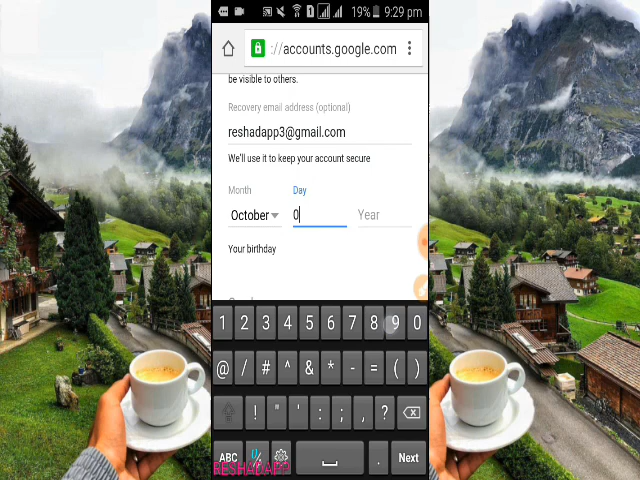 19% 9:29 pm
://accounts.google.com
be visible to others.
Recovery email address (optional)
reshadapp3@gmail.com
We'll use it to keep your account secure
Month Day
October 0 Year
Your birthday
1 2 3 4 5 6 7 8 9 0
@ / # ^ & * - = ( )
! " ' : ; , ?
ABC . Next
RESHADAPP